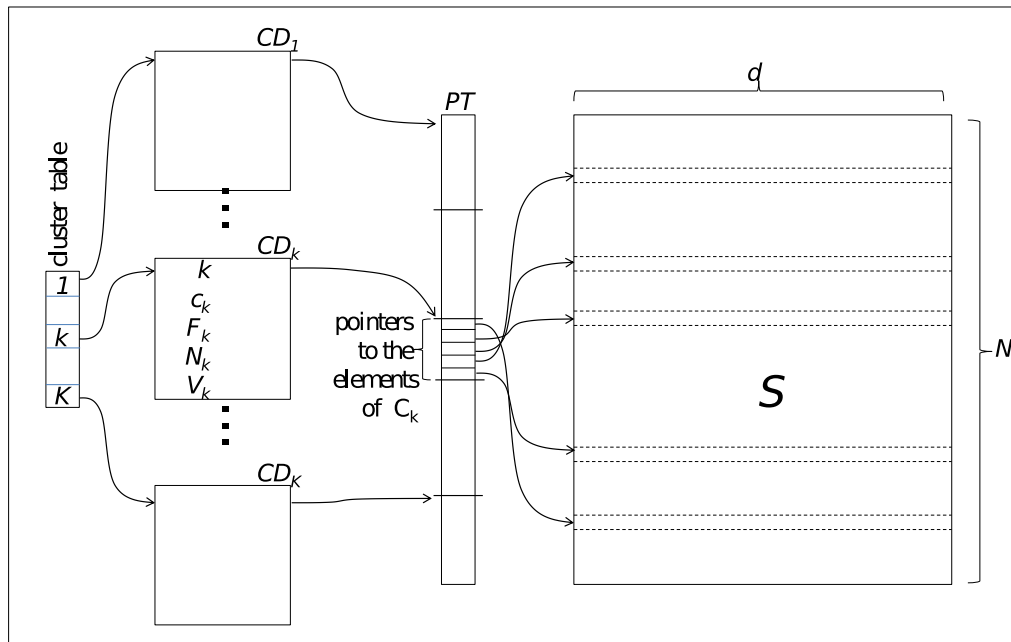 CD1
d
PT
cluster table
1
k
K
CDk
k
ck
Fk
Nk
Vk
pointers
to the
elements
of Ck
S
N
CDK